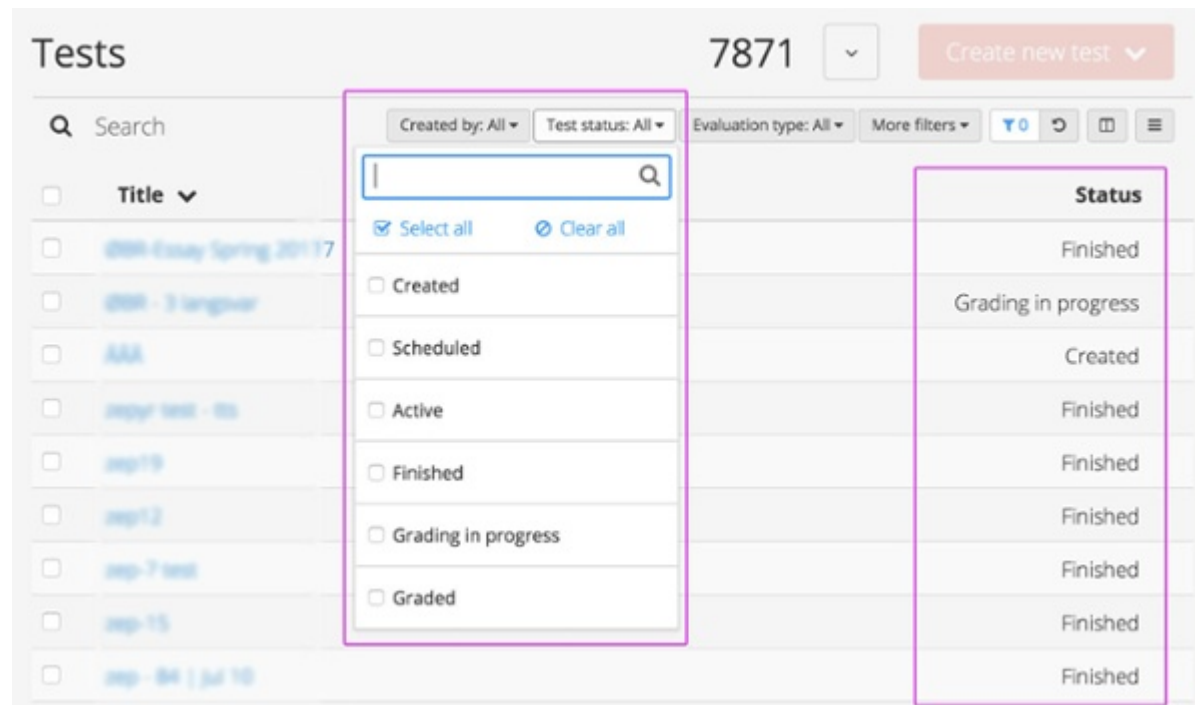 Tests 7871 Create new test
Search Created by: All Test status: All Evaluation type: All More filters 0
Title Status
Select all Clear all
7 Finished
Created
Grading in progress
Scheduled
Created
Active
Finished
Finished
Finished
Finished
Grading in progress
Finished
Graded
Finished
Finished